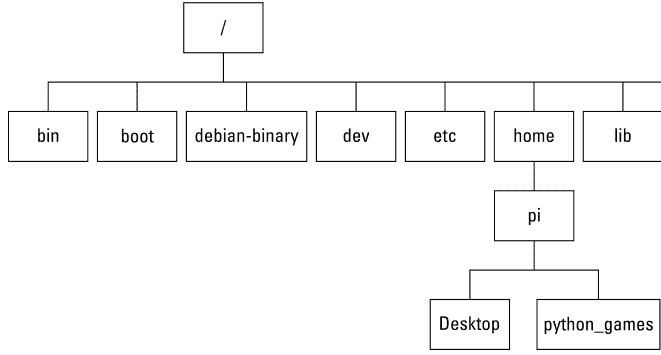 /
bin
boot
debian-binary
dev
etc
home
lib
pi
Desktop
python_games